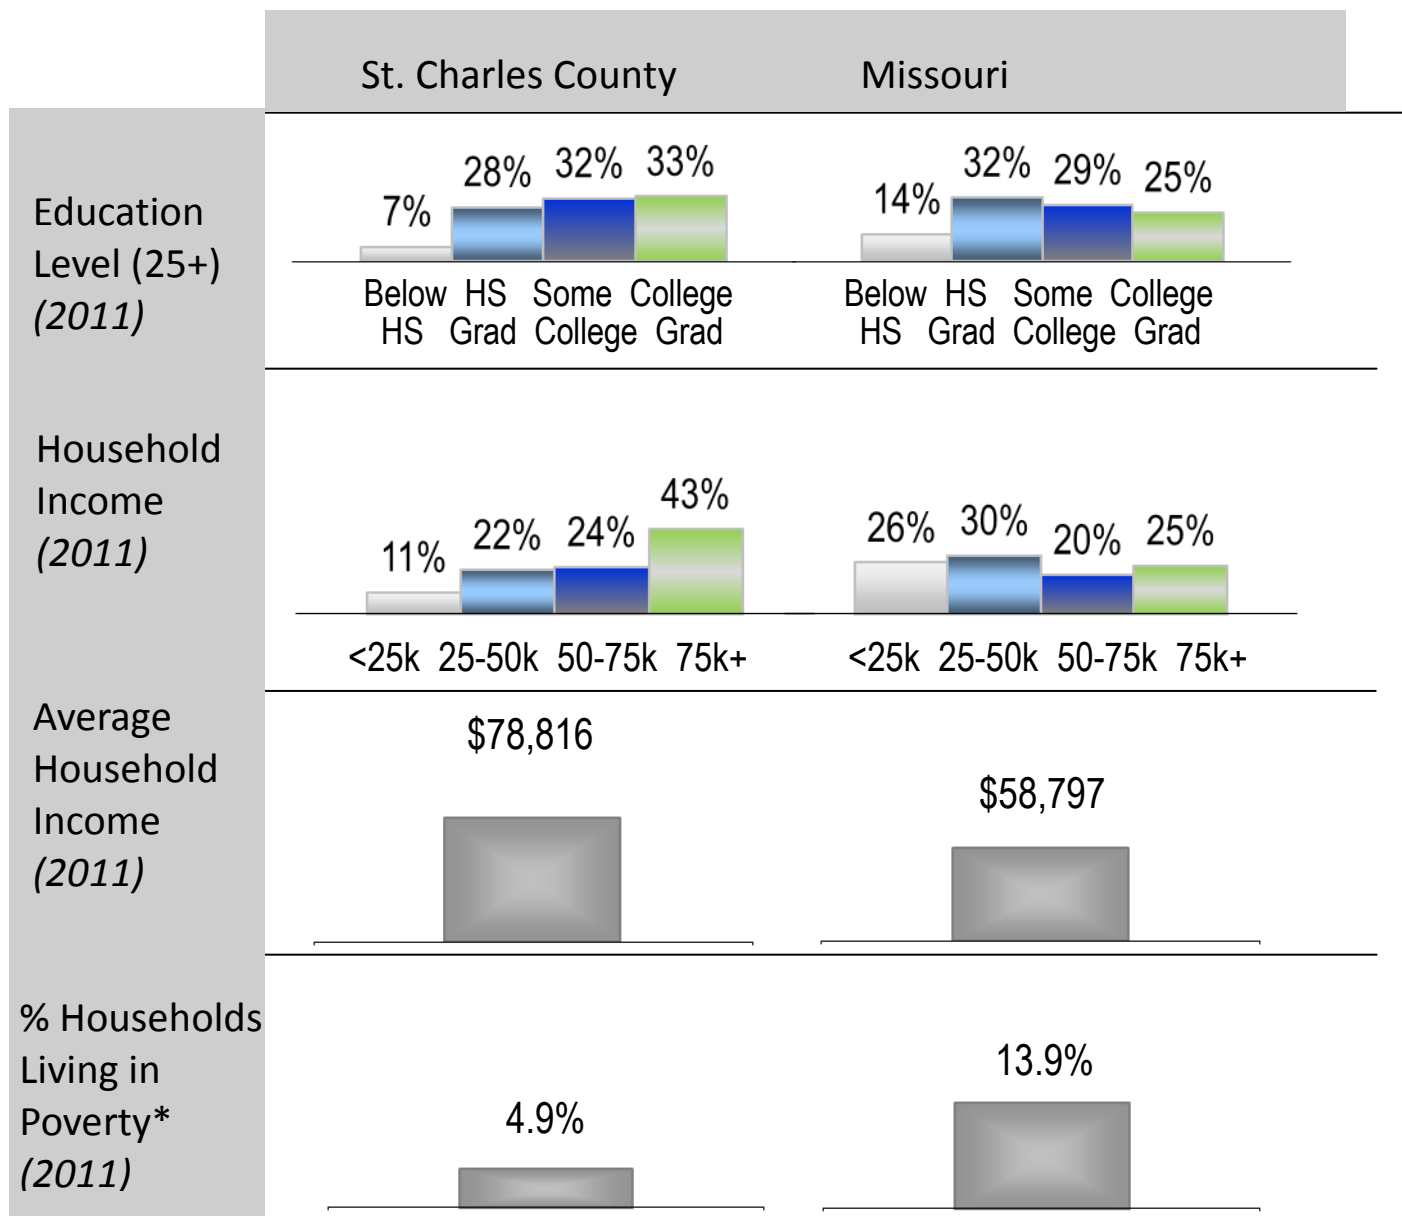 St. Charles County Missouri
Education
Level (25+)
(2011)
7% 28% 32% 33%
Below HS Some College
HS Grad College Grad
14% 32% 29% 25%
Below HS Some College
HS Grad College Grad
Household
Income
(2011)
11% 22% 24% 43%
<25k 25-50k 50-75k 75k+
26% 30% 20% 25%
<25k 25-50k 50-75k 75k+
Average
Household
Income
(2011)
$78,816
$58,797
% Households
Living in
Poverty*
(2011)
4.9%
13.9%